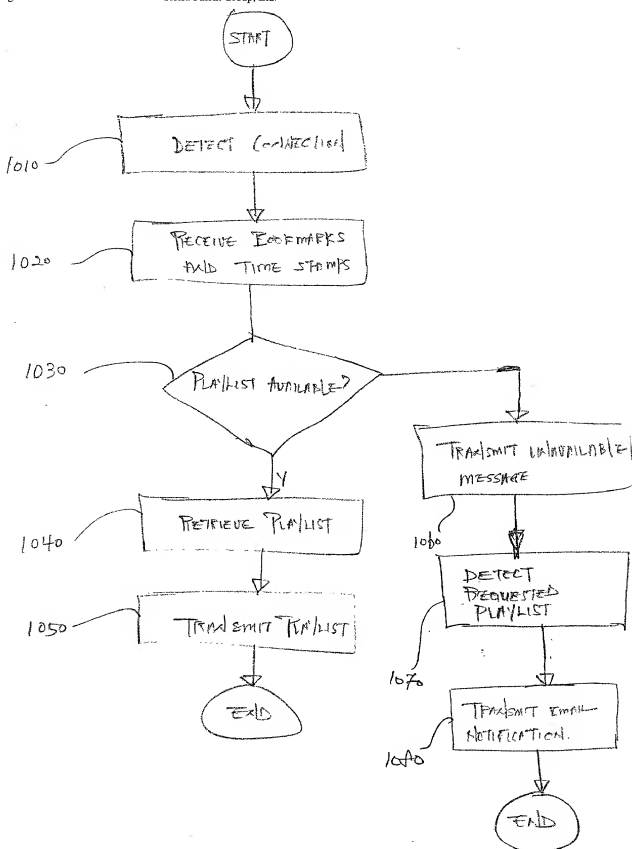 START
DETECT CONNECTION
1010
RECEIVE BOOKMARKS
AND TIME STAMPS
1020
PLAYLIST AVAILABLE?
1030
Y
RETRIEVE PLAYLIST
1040
TRANSMIT PLAYLIST
1050
END
TRANSMIT UNAVAILABLE
MESSAGE
1060
DETECT
REQUESTED
PLAYLIST
1070
TRANSMIT EMAIL
NOTIFICATION.
1080
END